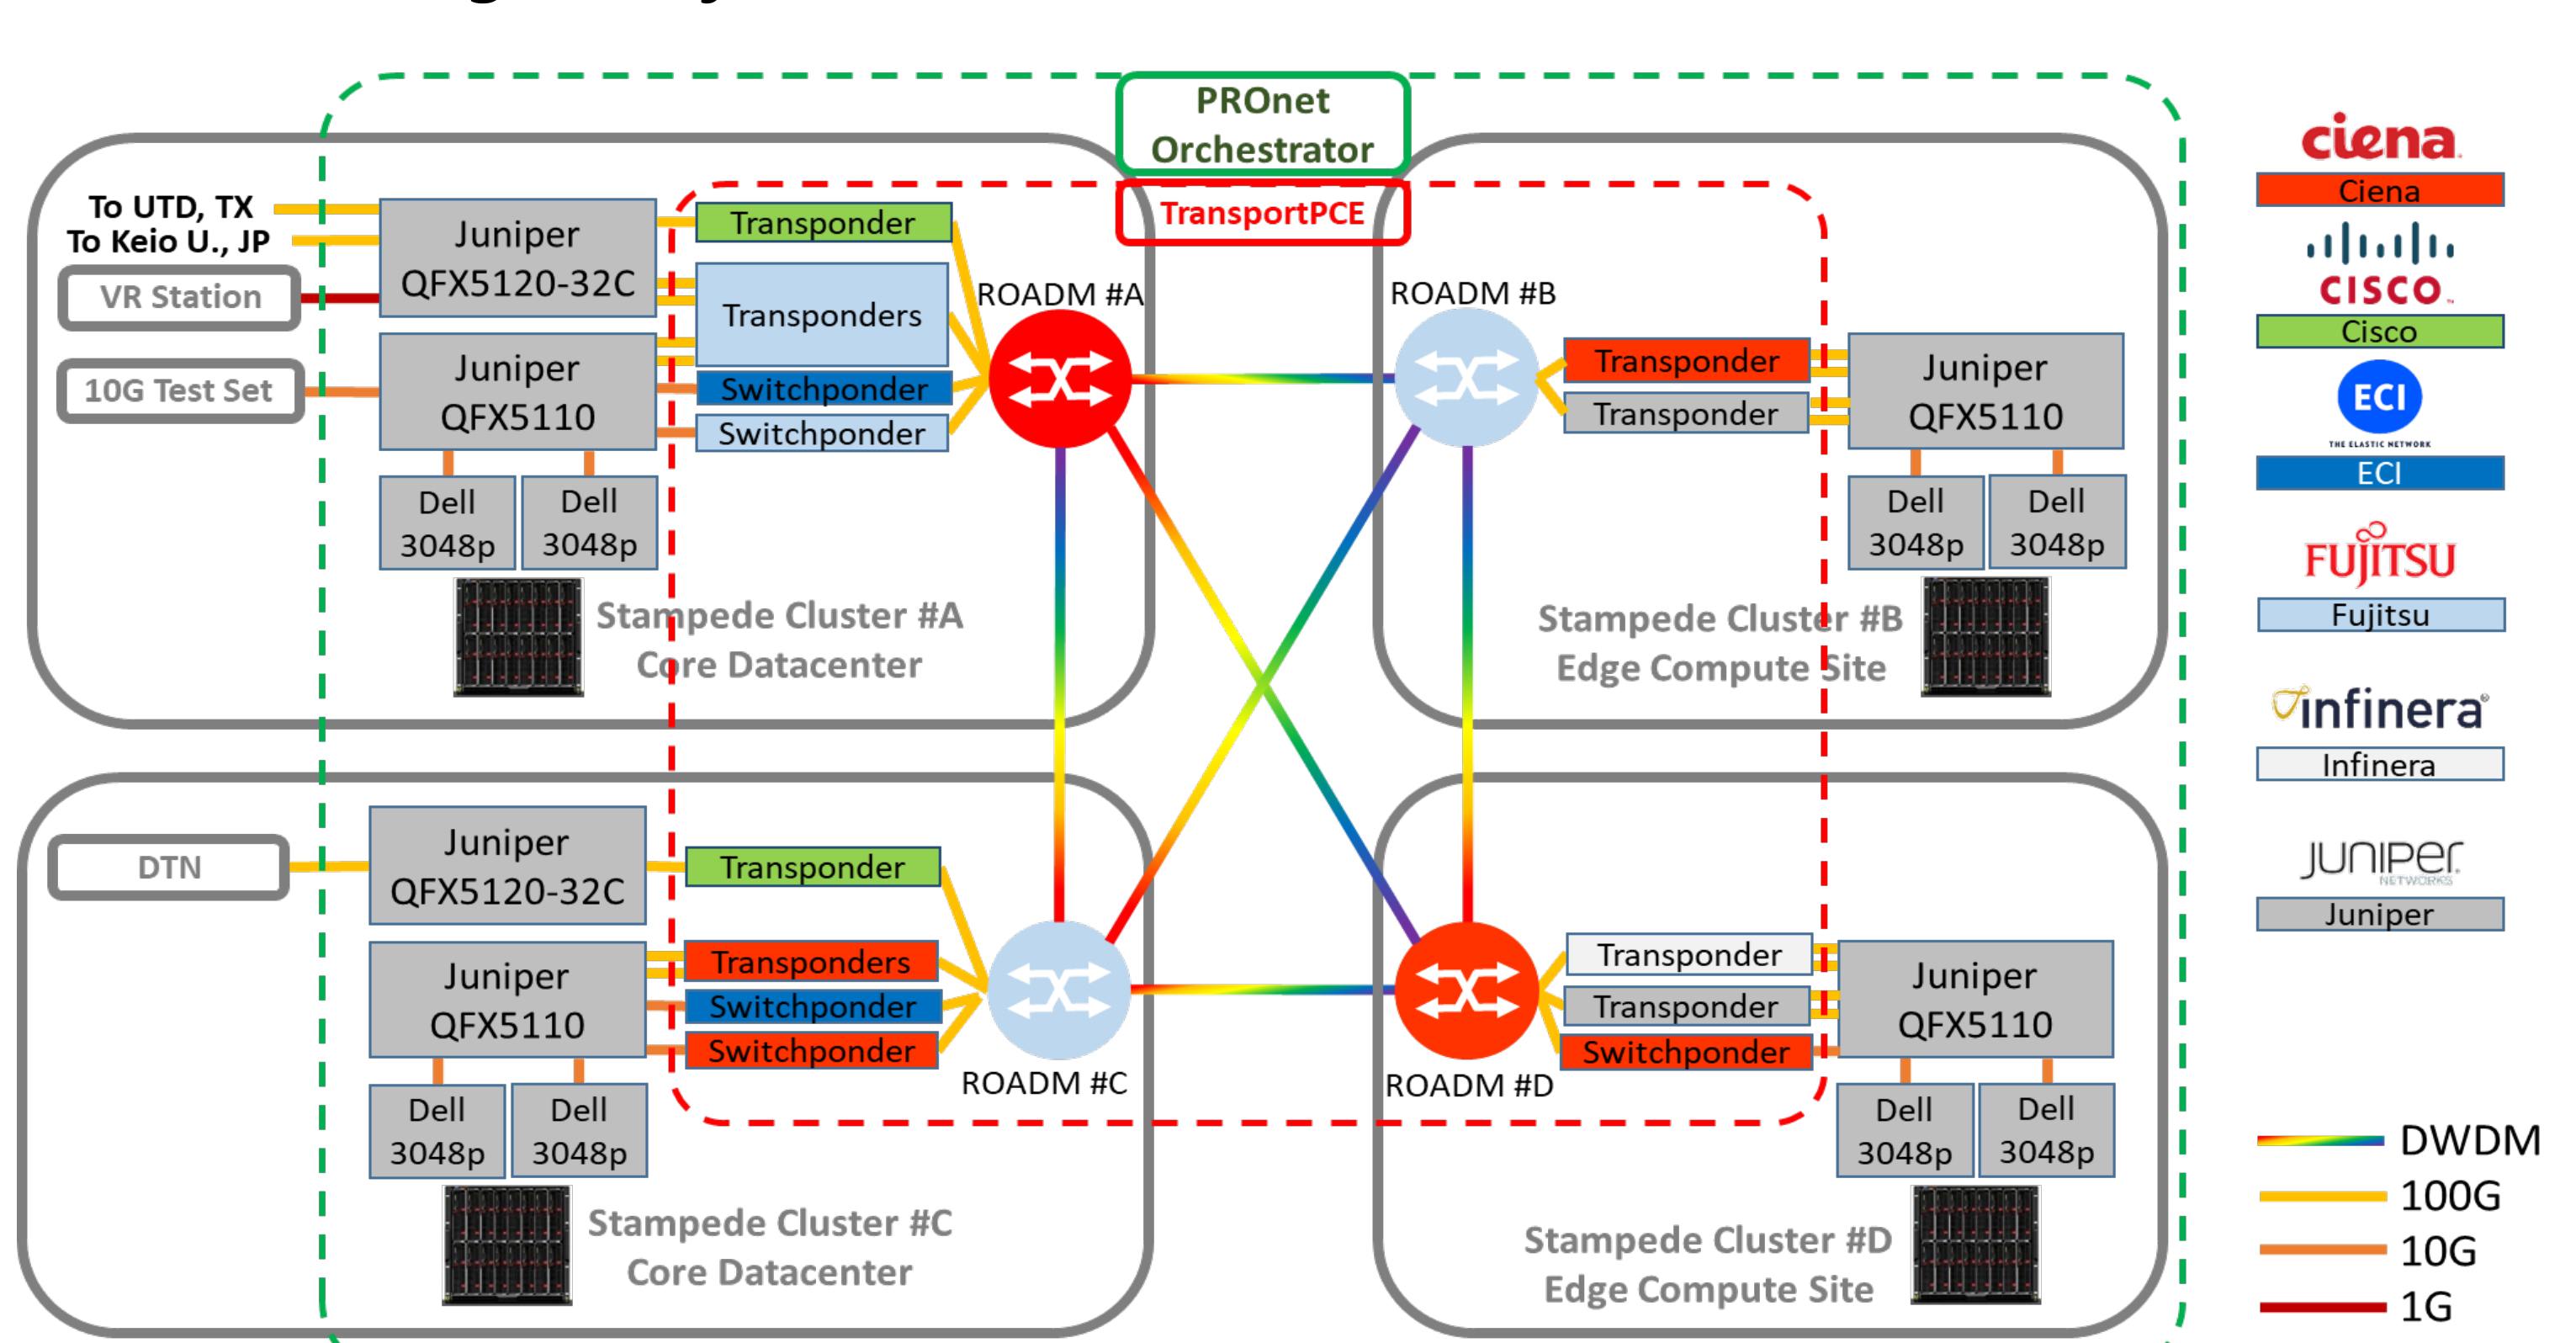 PROnet
Orchestrator
TransportPCE
To UTD, TX
To Keio U., JP
VR Station
10G Test Set
Juniper
QFX5120-32C
Juniper
QFX5110
Dell
3048p
Dell
3048p
Transponder
Transponders
Switchponder
Switchponder
ROADM #A
Stampede Cluster #A
Core Datacenter
ROADM #B
Transponder
Transponder
Juniper
QFX5110
Dell
3048p
Dell
3048p
Stampede Cluster #B
Edge Compute Site
DTN
Juniper
QFX5120-32C
Juniper
QFX5110
Dell
3048p
Dell
3048p
Transponder
Transponders
Switchponder
Switchponder
ROADM #C
Stampede Cluster #C
Core Datacenter
ROADM #D
Transponder
Transponder
Switchponder
Juniper
QFX5110
Dell
3048p
Dell
3048p
Stampede Cluster #D
Edge Compute Site
ciena
Ciena
CISCO
Cisco
ECI
THE ELASTIC NETWORK
ECI
FUJITSU
Fujitsu
infinera
Infinera
JUNIPER
NETWORKS
Juniper
DWDM
100G
10G
1G